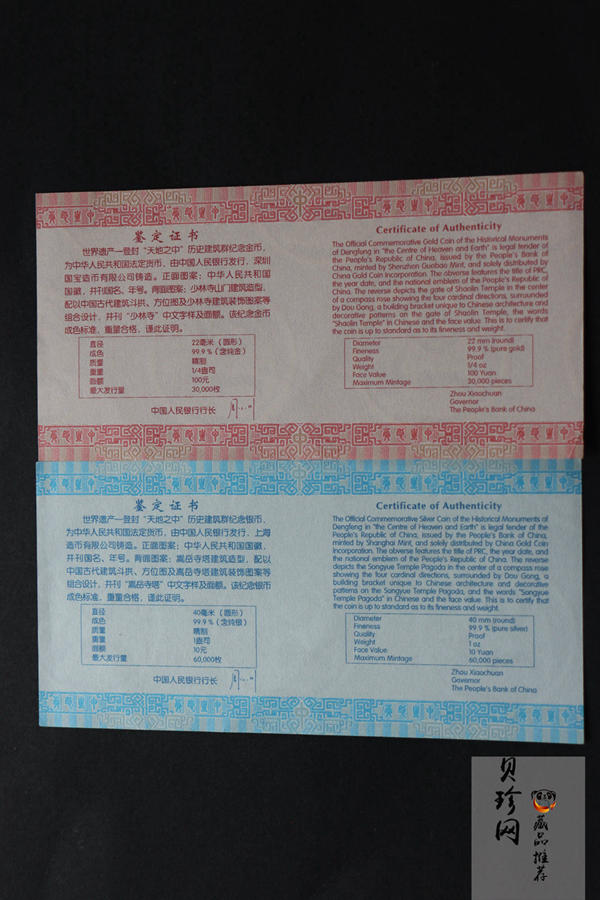 鉴定证书
世界遗产—登封“天地之中”历史建筑群纪念金币，
为中华人民共和国法定货币，由中国人民银行发行，深圳
国宝造币有限公司铸造。正面图案：中华人民共和国
国徽、国名、年号。背面图案：少林寺山门建筑造型，
配以中国古代建筑斗拱、方位图及少林寺建筑装饰图案等
组合设计，并刊“少林寺”中文字样及面额。该纪念金币
成色标准、重量合格，谨此证明。
直径 22毫米（圆形）
成色 99.9％（含纯金）
质量 精制
重量 1/4盎司
面额 100元
最大发行量 30,000枚
中国人民银行行长
Certificate of Authenticity
The Official Commemorative Gold Coin of the Historical Monuments
of Dengfeng in "the Centre of Heaven and Earth" is legal tender of
the People's Republic of China, issued by the People's Bank of
China, minted by Shenzhen Guobao Mint, and solely distributed by
China Gold Coin Incorporation. The obverse features the title of PRC,
the year date, and the national emblem of the People's Republic of
China. The reverse depicts the gate of Shaolin Temple in the center
of a compass rose showing the four cardinal directions, surrounded
by Dou Gong, a building bracket unique to Chinese architecture and
decorative patterns on the gate of Shaolin Temple, the words
"Shaolin Temple" in Chinese and the face value. This is to certify that
the coin is up to standard as to its fineness and weight.
Diameter 22 mm (round)
Fineness 99.9 % (pure gold)
Quality Proof
Weight 1/4 oz
Face Value 100 Yuan
Maximum Mintage 30,000 pieces
Zhou Xiaochuan
Governor
The People's Bank of China
鉴定证书
世界遗产—登封“天地之中”历史建筑群纪念银币，
为中华人民共和国法定货币，由中国人民银行发行，上海
造币有限公司铸造。正面图案：中华人民共和国国徽，
并刊国名、年号。背面图案：嵩岳寺塔建筑造型，配以
中国古代建筑斗拱、方位图及嵩岳寺塔建筑装饰图案等
组合设计，并刊“嵩岳寺塔”中文字样及面额。该纪念银币
成色标准、重量合格，谨此证明。
直径 40毫米（圆形）
成色 99.9％（含纯银）
质量 精制
重量 1盎司
面额 10元
最大发行量 60,000枚
中国人民银行行长
Certificate of Authenticity
The Official Commemorative Silver Coin of the Historical Monuments of
Dengfeng in "the Centre of Heaven and Earth" is legal tender of the
People's Republic of China, issued by the People's Bank of China,
minted by Shanghai Mint, and solely distributed by China Gold Coin
Incorporation. The obverse features the title of PRC, the year date, and
the national emblem of the People's Republic of China. The reverse
depicts the Songyue Temple Pagoda in the center of a compass rose
showing the four cardinal directions, surrounded by Dou Gong, a
building bracket unique to Chinese architecture and decorative
patterns on the Songyue Temple Pagoda, and the words "Songyue
Temple Pagoda" in Chinese and the face value. This is to certify that
the coin is up to standard as to its fineness and weight.
Diameter 40 mm (round)
Fineness 99.9 % (pure silver)
Quality Proof
Weight 1 oz
Face Value 10 Yuan
Maximum Mintage 60,000 pieces
Zhou Xiaochuan
Governor
The People's Bank of China
贝珍网
藏品推荐